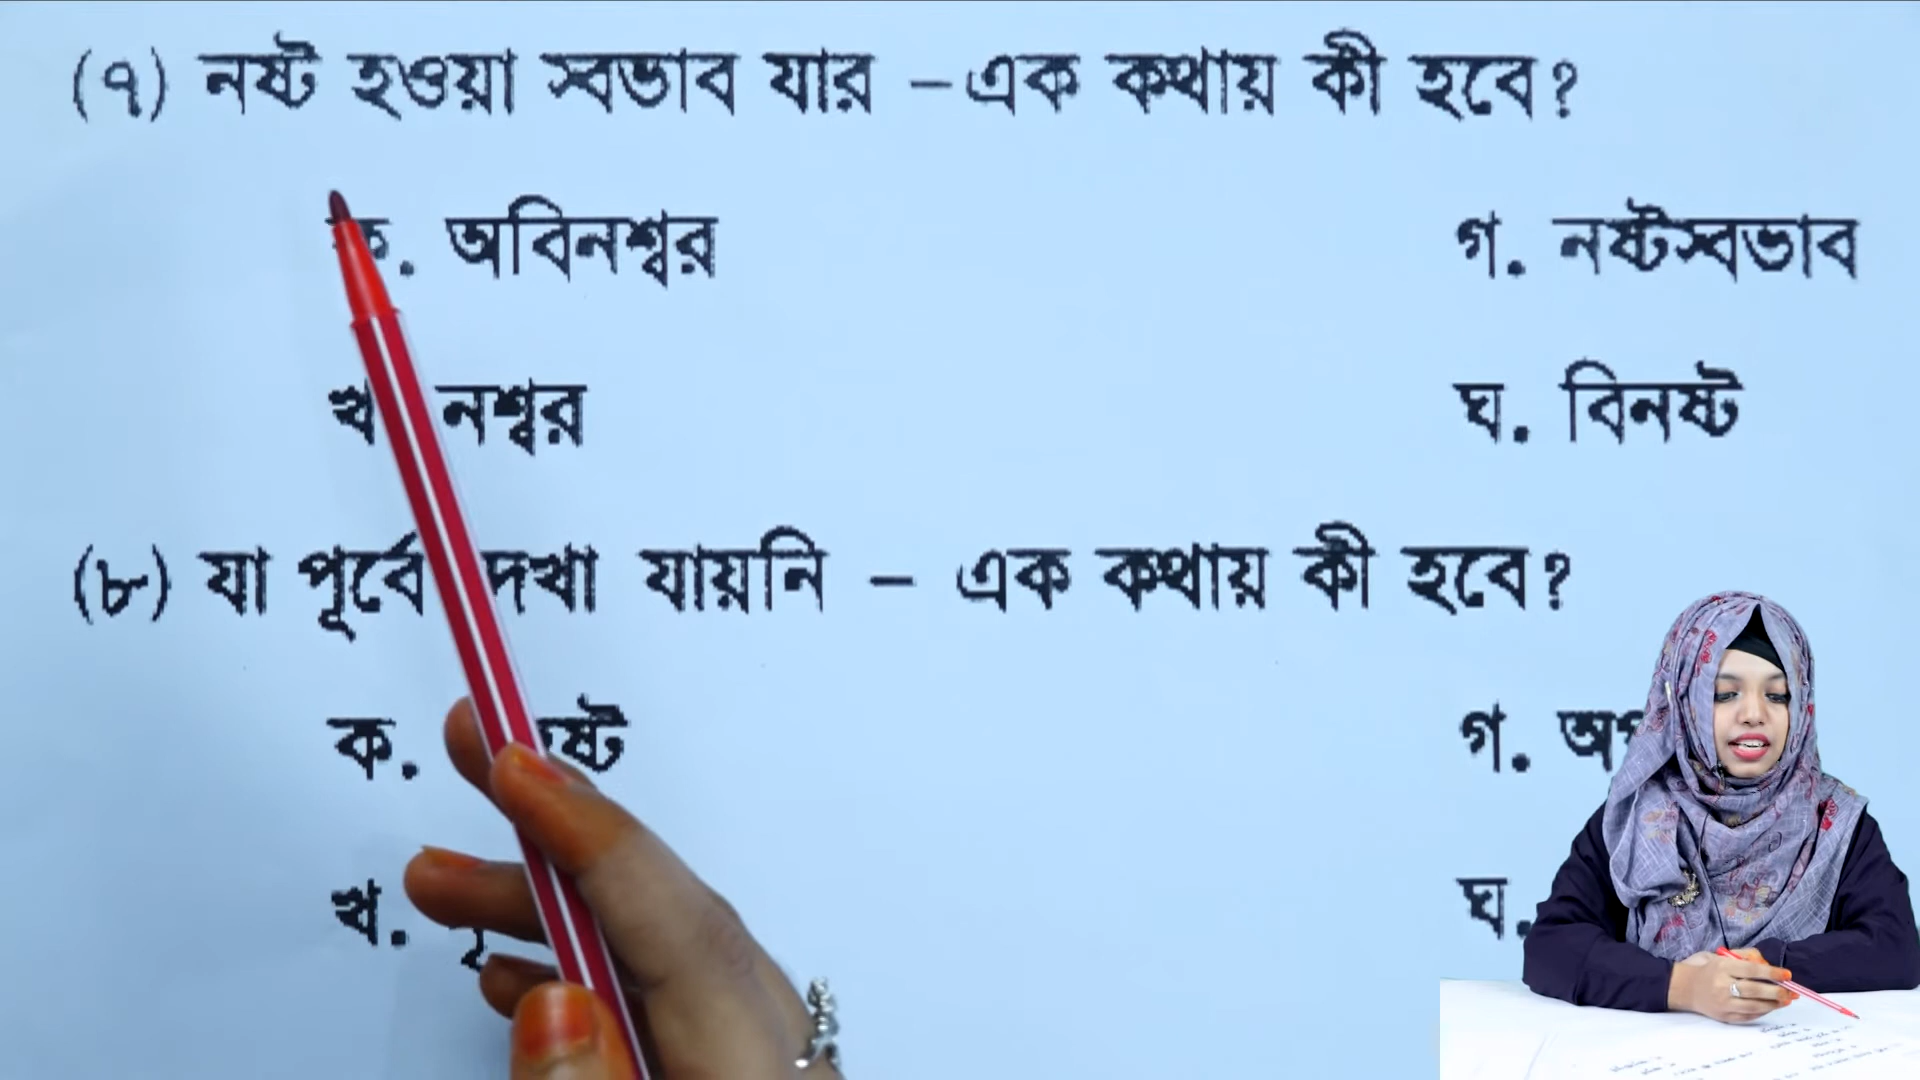 (৭) নষ্ট হওয়া স্বভাব যার – এক কথায় কী হবে?
ক. অবিনশ্বর গ. নষ্টস্বভাব
খ নশ্বর ঘ. বিনষ্ট
(৮) যা পূর্বে দেখা যায়নি – এক কথায় কী হবে?
ক. গ.
খ. ঘ.